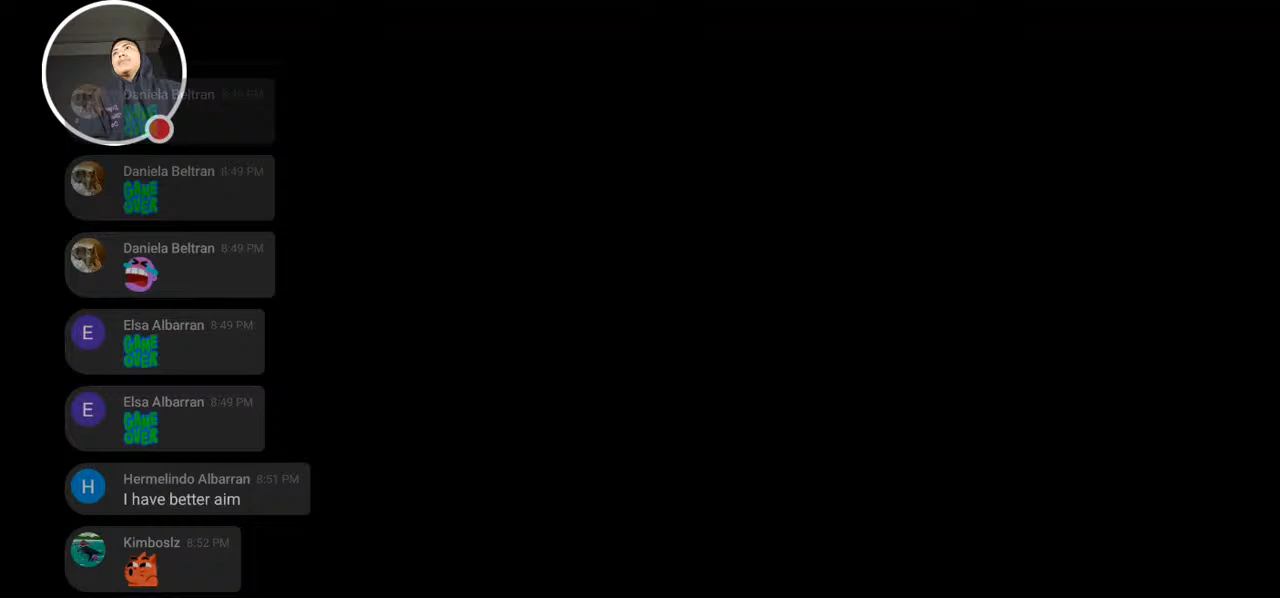 Daniela Beltran 8:49 PM
GAME
OVER
Daniela Beltran 8:49 PM
GAME
OVER
Daniela Beltran 8:49 PM
E
Elsa Albarran 8:49 PM
GAME
OVER
E
Elsa Albarran 8:49 PM
GAME
OVER
H
Hermelindo Albarran 8:51 PM
I have better aim
Kimboslz 8:52 PM